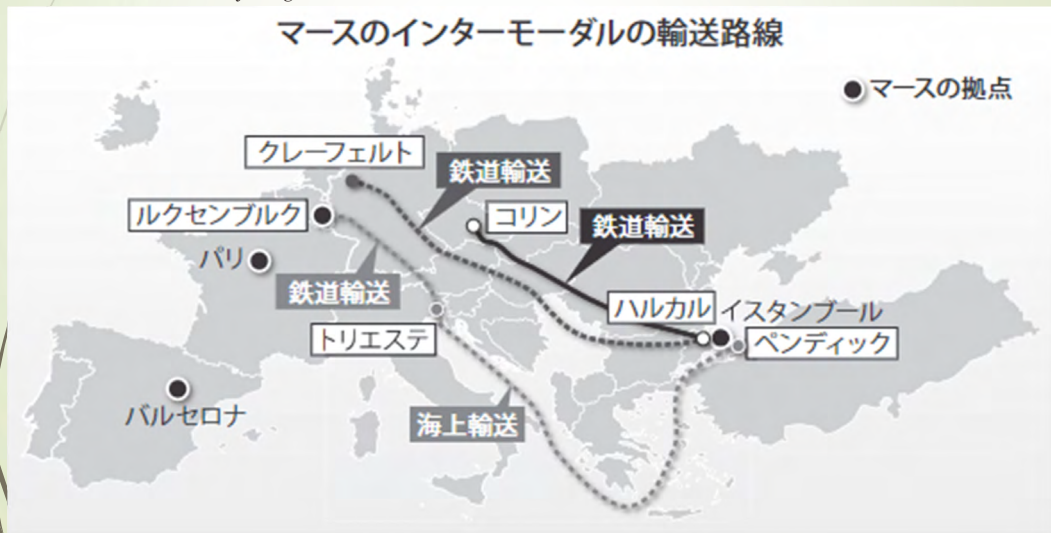 マースのインターモーダルの輸送路線
マースの拠点
クレーフェルト
鉄道輸送
ルクセンブルク
コリン
鉄道輸送
パリ
鉄道輸送
ハルカル
イスタンブール
トリエステ
ペンディック
バルセロナ
海上輸送